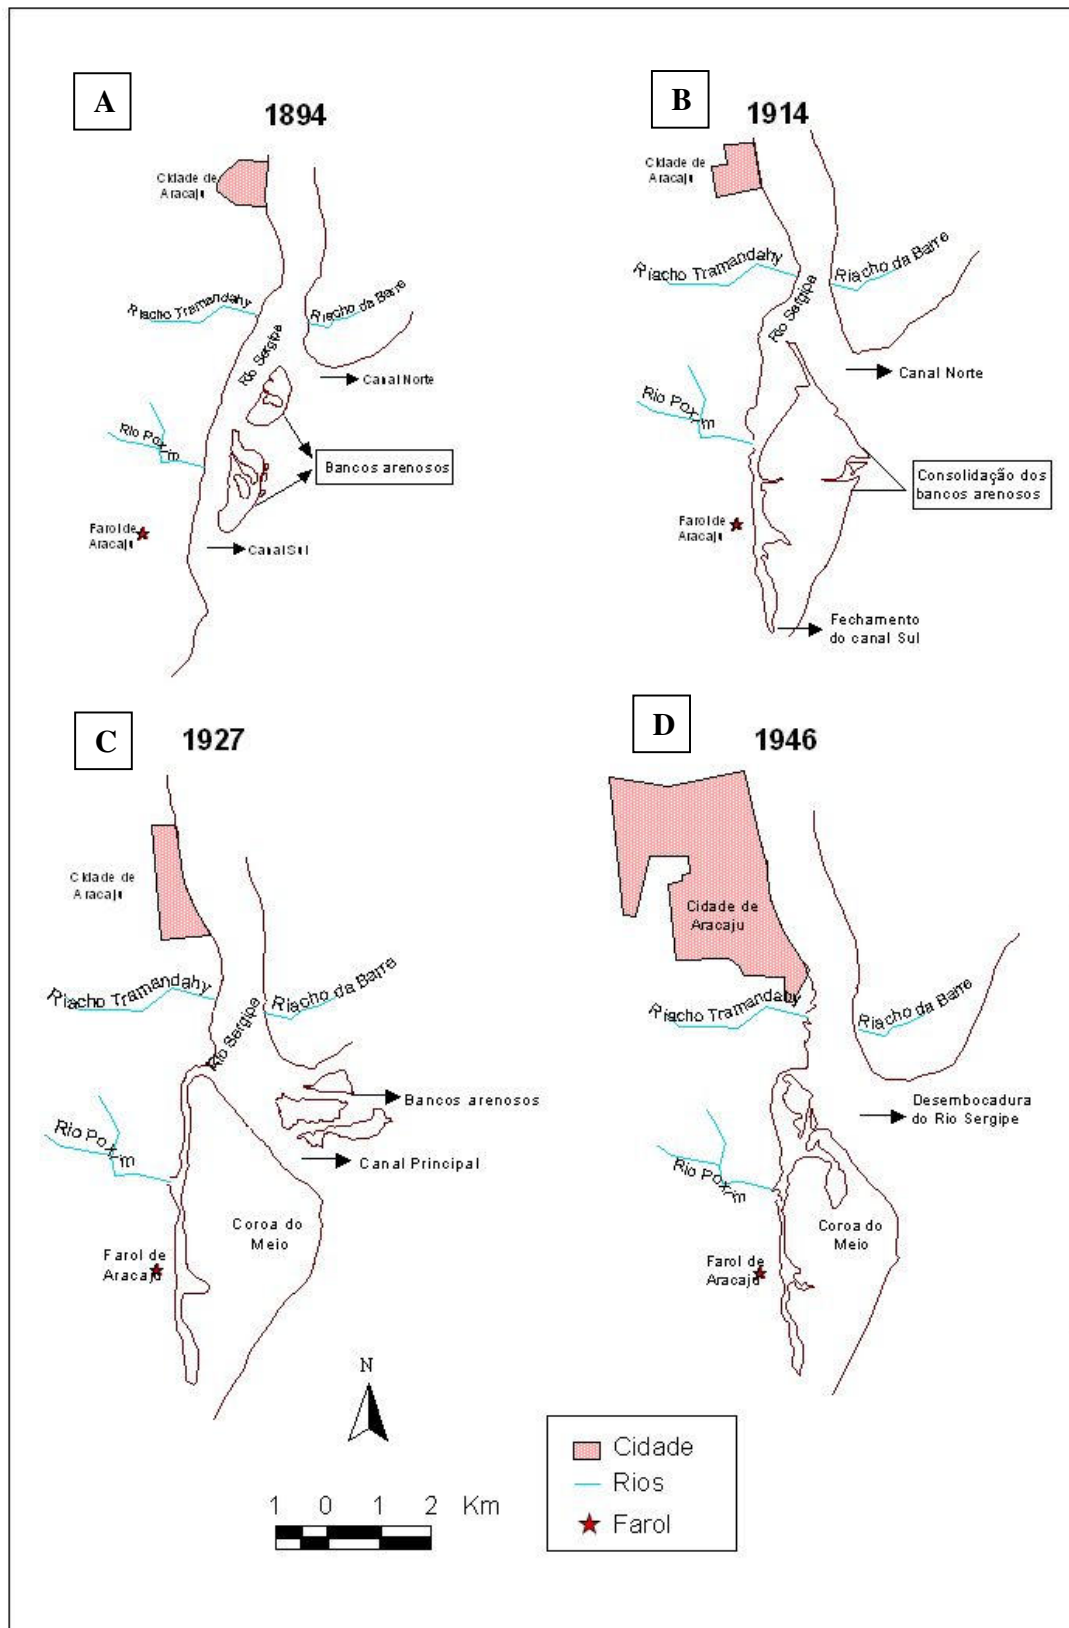 A
1894
Cidade de
Aracaju
Riacho Tramandahy
Riacho da Barre
Rio Sergipe
Canal Norte
Rio Poxim
Bancos arenosos
Farol de
Aracaju
Canal Sul
B
1914
Cidade de
Aracaju
Riacho Tramandahy
Riacho da Barre
Rio Sergipe
Canal Norte
Rio Poxim
Consolidação dos
bancos arenosos
Farol de
Aracaju
Fechamento
do canal Sul
C
1927
Cidade de
Aracaju
Riacho Tramandahy
Riacho da Barre
Rio Sergipe
Bancos arenosos
Rio Poxim
Canal Principal
Coroa do
Meio
Farol de
Aracaju
D
1946
Cidade de
Aracaju
Riacho Tramandahy
Riacho da Barre
Desembocadura
do Rio Sergipe
Rio Poxim
Coroa do
Meio
Farol de
Aracaju
N
1 0 1 2 Km
Cidade
Rios
Farol